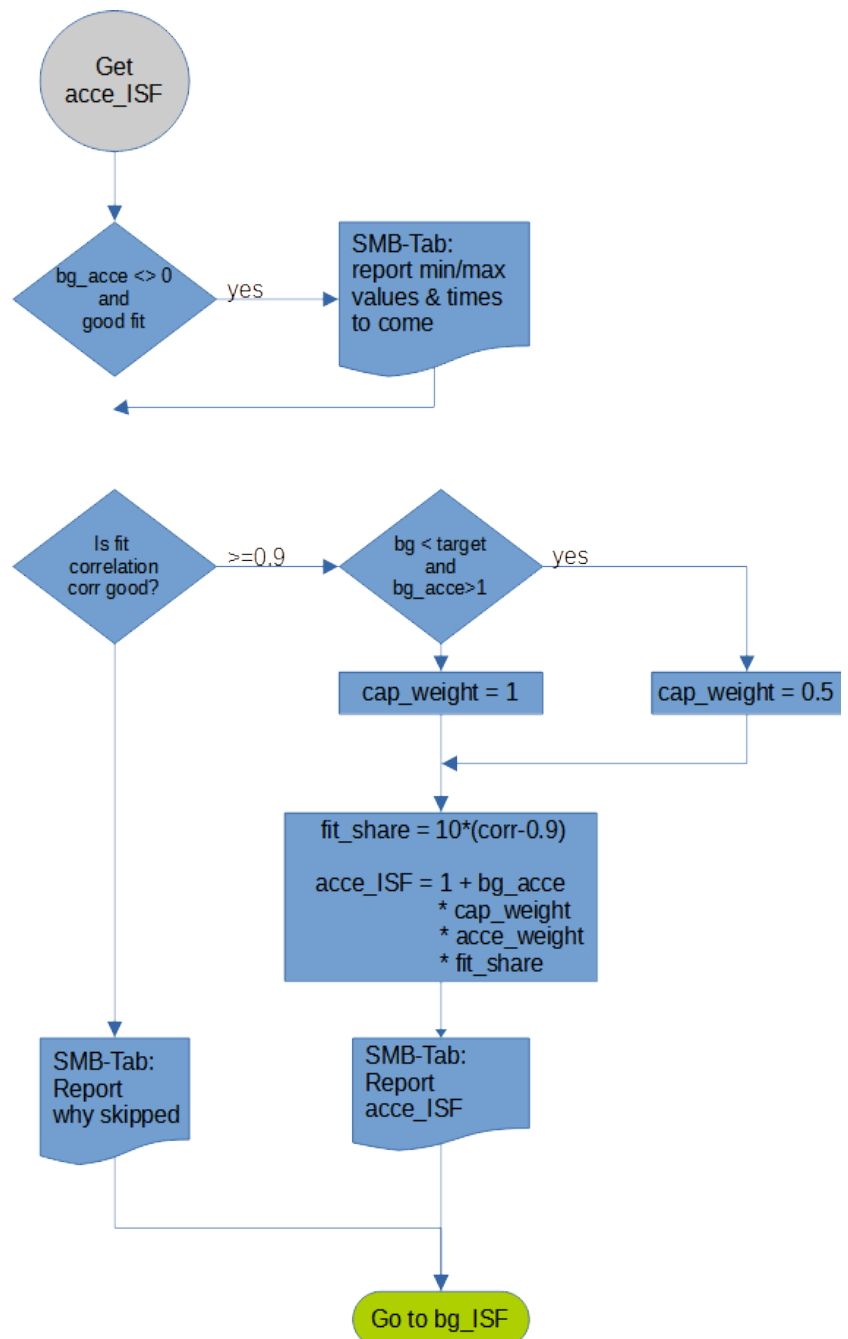 Get
acce_ISF
bg_acce <> 0
and
good fit
yes
SMB-Tab:
report min/max
values & times
to come
Is fit
correlation
corr good?
>=0.9
bg < target
and
bg_acce>1
yes
cap_weight = 1
cap_weight = 0.5
fit_share = 10*(corr-0.9)
acce_ISF = 1 + bg_acce
* cap_weight
* acce_weight
* fit_share
SMB-Tab:
Report
why skipped
SMB-Tab:
Report
acce_ISF
Go to bg_ISF